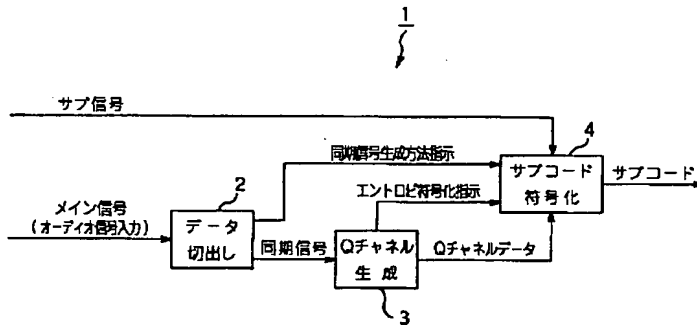 1
サブ信号
同期信号生成方法指示
4
サブコード
符号化
サブコード
エントロピ符号化指示
メイン信号
(オーディオ信号入力)
2
データ
切出し
同期信号
Qチャネル
生成
Qチャネルデータ
3